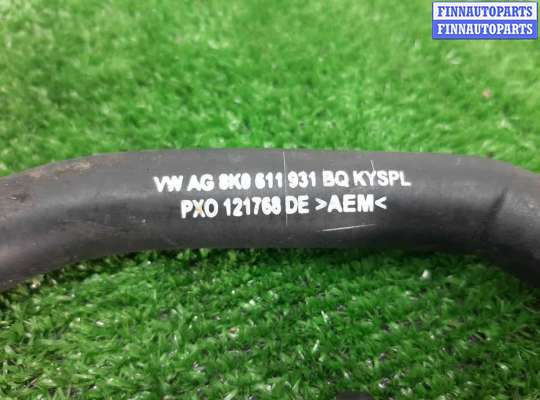 FINNAUTOPARTS
FINNAUTOPARTS
VW AG 8K0 611 931 BQ KYSPL
PXO 121768 DE >AEM<